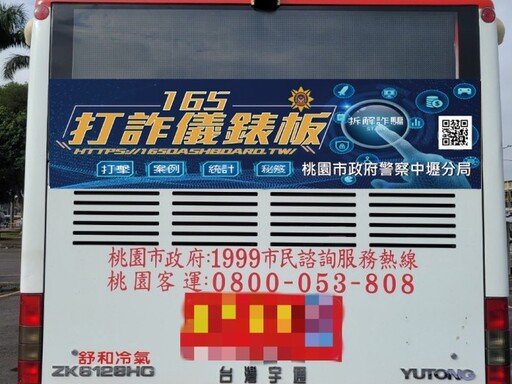 165
打詐儀錶板
HTTPS://165DASHBOARD.TW/
拆解詐騙
打擊 案例 統計 秘笈
桃園市政府警察中壢分局
桃園市政府:1999市民諮詢服務熱線
桃園客運:0800-053-808
舒和冷氣
ZK6128HQ
台灣宇通
YUTONG